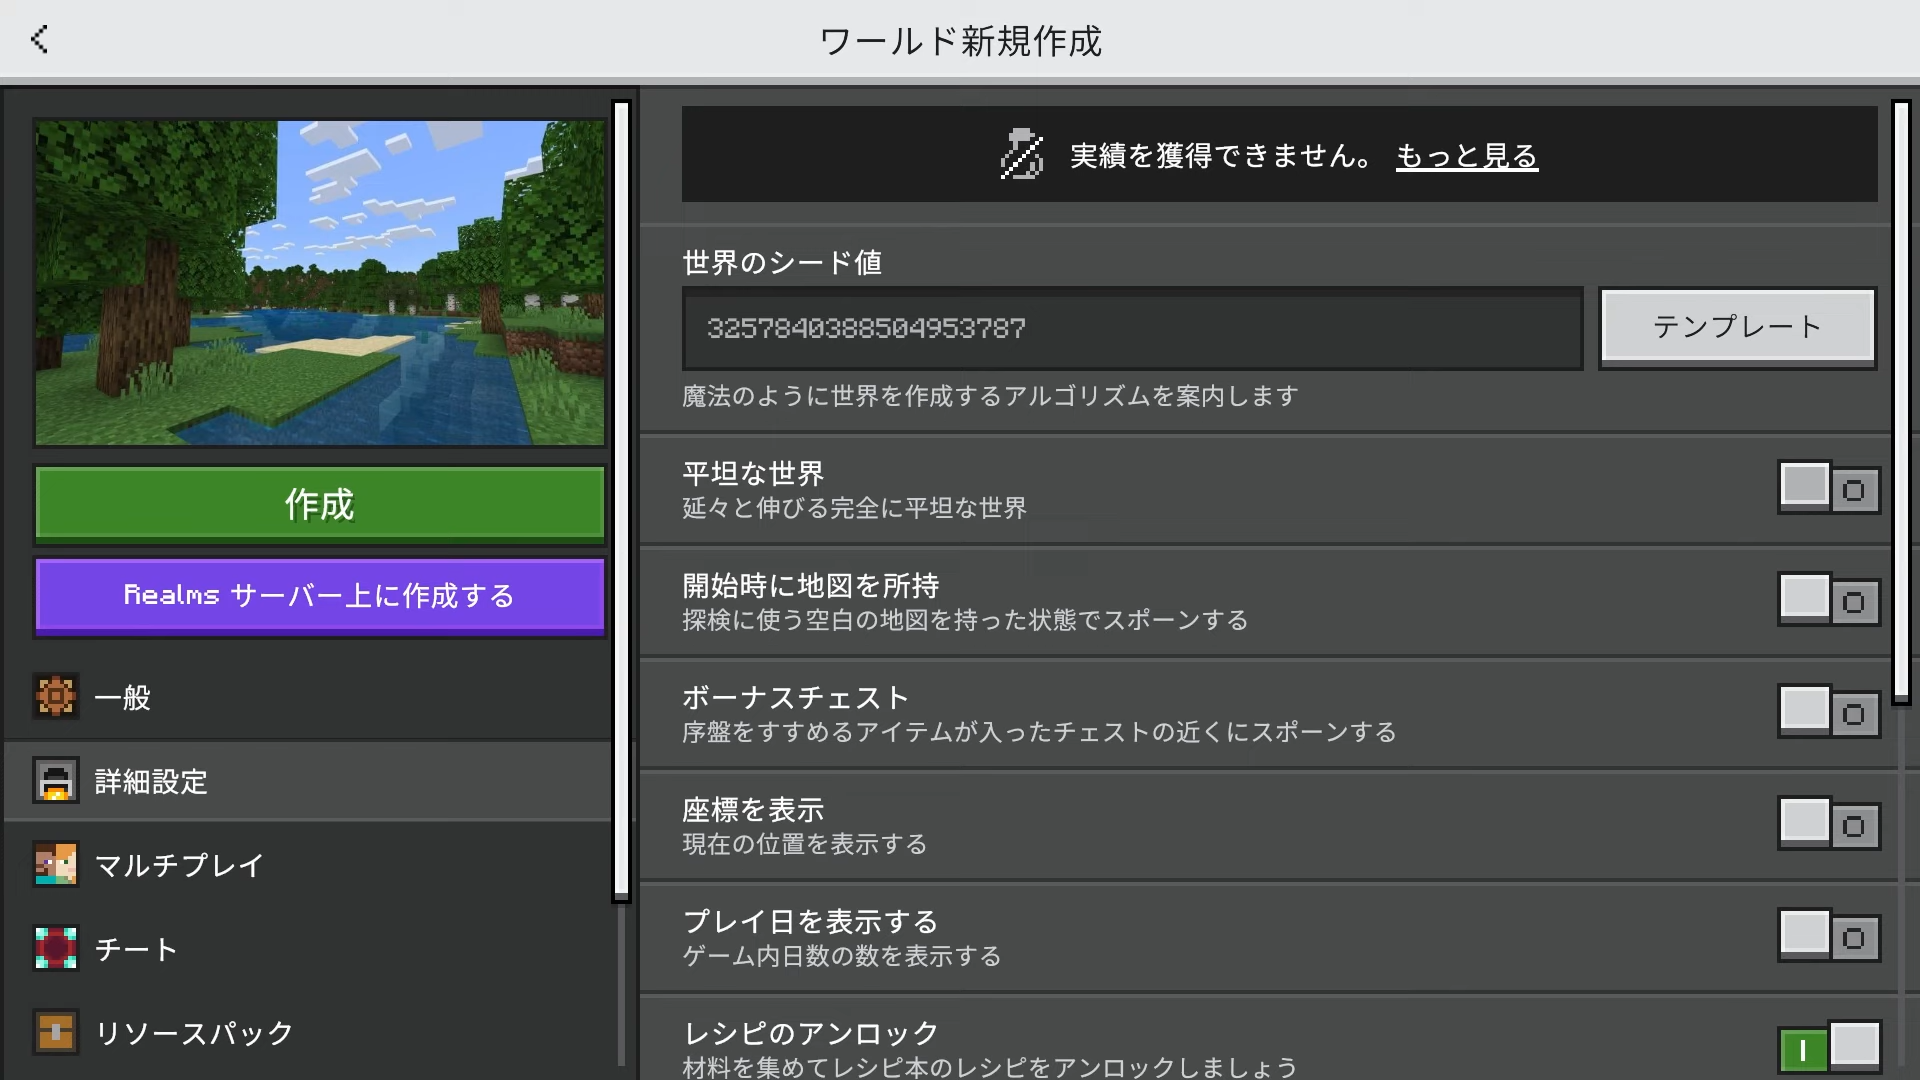 ワールド新規作成
作成
Realms サーバー上に作成する
一般
詳細設定
マルチプレイ
チート
リソースパック
実績を獲得できません。 もっと見る
世界のシード値
3257840388504953787
テンプレート
魔法のように世界を作成するアルゴリズムを案内します
平坦な世界
延々と伸びる完全に平坦な世界
開始時に地図を所持
探検に使う空白の地図を持った状態でスポーンする
ボーナスチェスト
序盤をすすめるアイテムが入ったチェストの近くにスポーンする
座標を表示
現在の位置を表示する
プレイ日を表示する
ゲーム内日数の数を表示する
レシピのアンロック
材料を集めてレシピ本のレシピをアンロックしましょう